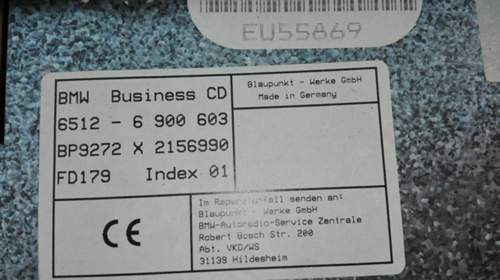 EU55869
BMW Business CD
6512 - 6 900 603
BP9272 X 2156990
FD179 Index 01
Blaupunkt - Werke GmbH
Made in Germany
CE
Im Reparaturfall senden an:
Blaupunkt - Werke GmbH
BMW-Autoradio-Service Zentrale
Robert Bosch Str. 200
Abt. VKD/WS
31139 Hildesheim